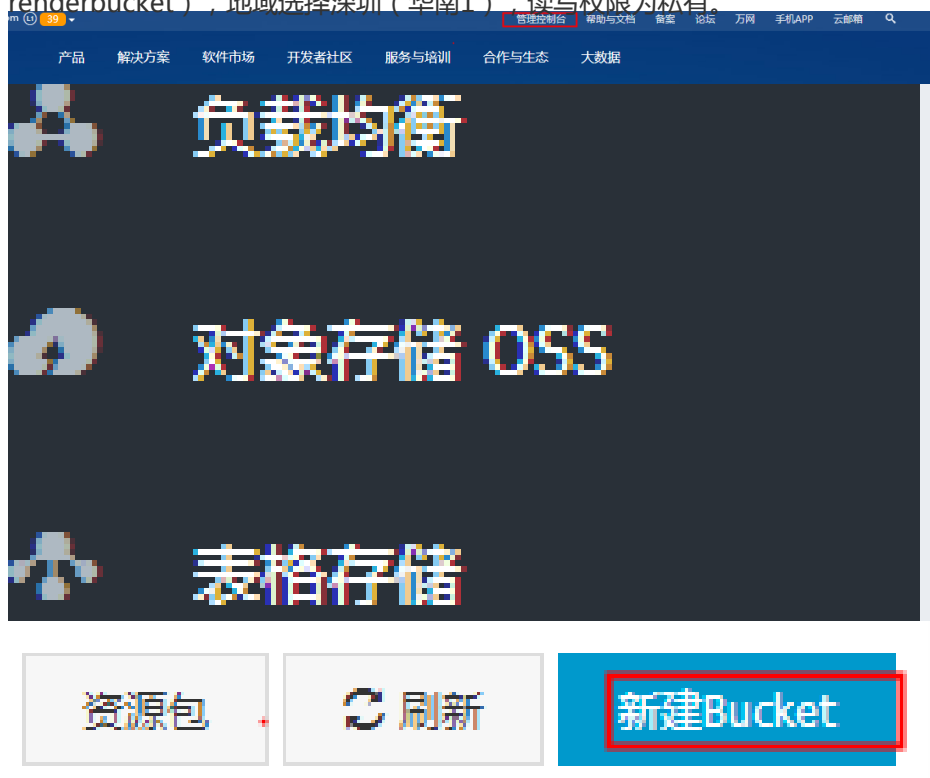 renderbucket），地域选择深圳（华南1），读写权限为私有。
om 39 管理控制台 帮助与文档 备案 论坛 万网 手机APP 云邮箱
产品 解决方案 软件市场 开发者社区 服务与培训 合作与生态 大数据
负载均衡
对象存储 OSS
表格存储
资源包 刷新 新建Bucket